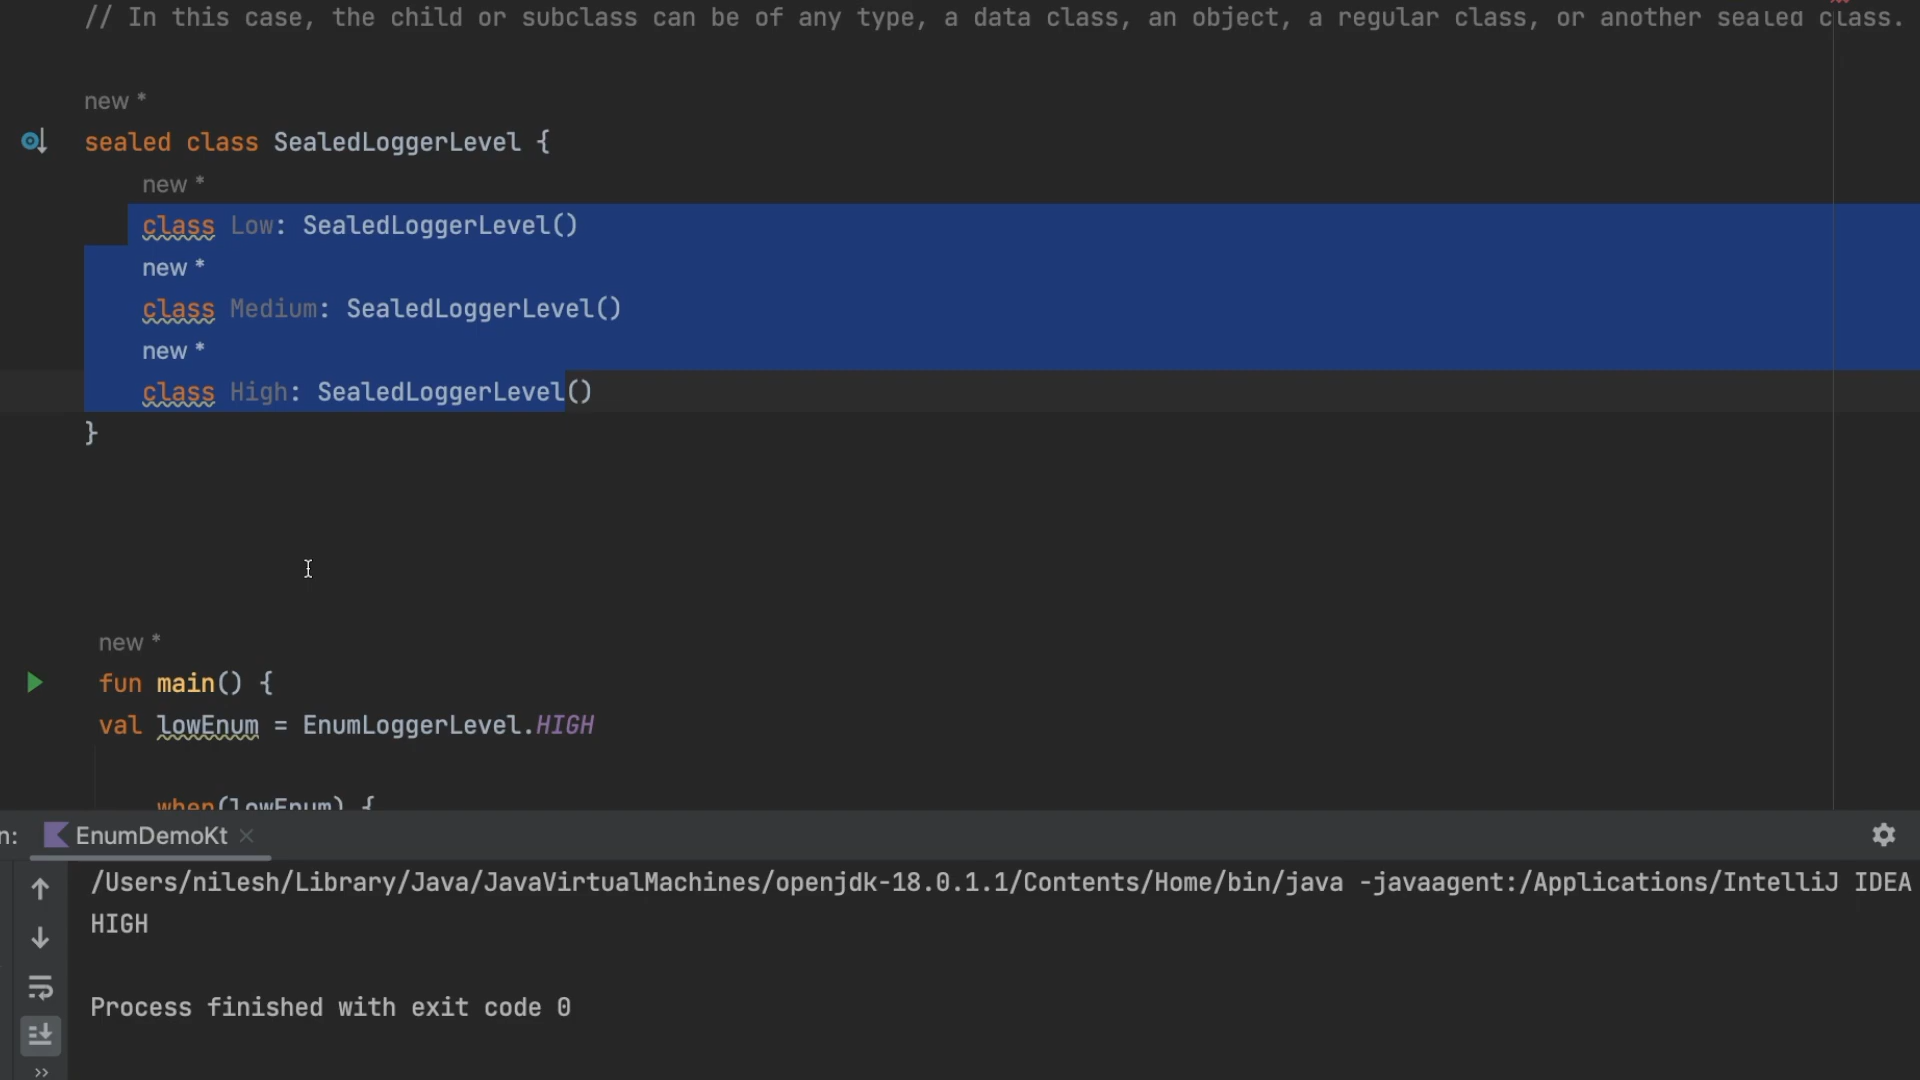 // In this case, the child or subclass can be of any type, a data class, an object, a regular class, or another sealed class.
new *
sealed class SealedLoggerLevel {
new *
class Low: SealedLoggerLevel()
new *
class Medium: SealedLoggerLevel()
new *
class High: SealedLoggerLevel()
}
new *
fun main() {
val lowEnum = EnumLoggerLevel.HIGH
when(lowEnum) {
n: EnumDemoKt
/Users/nilesh/Library/Java/JavaVirtualMachines/openjdk-18.0.1.1/Contents/Home/bin/java -javaagent:/Applications/IntelliJ IDEA
HIGH
Process finished with exit code 0